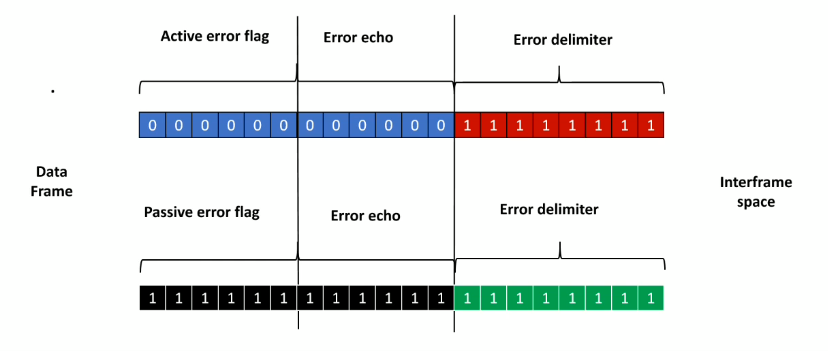 Active error flag Error echo Error delimiter
0 0 0 0 0 0 0 0 0 0 0 0 1 1 1 1 1 1 1 1
Data
Frame
Interframe
space
Passive error flag Error echo Error delimiter
1 1 1 1 1 1 1 1 1 1 1 1 1 1 1 1 1 1 1 1